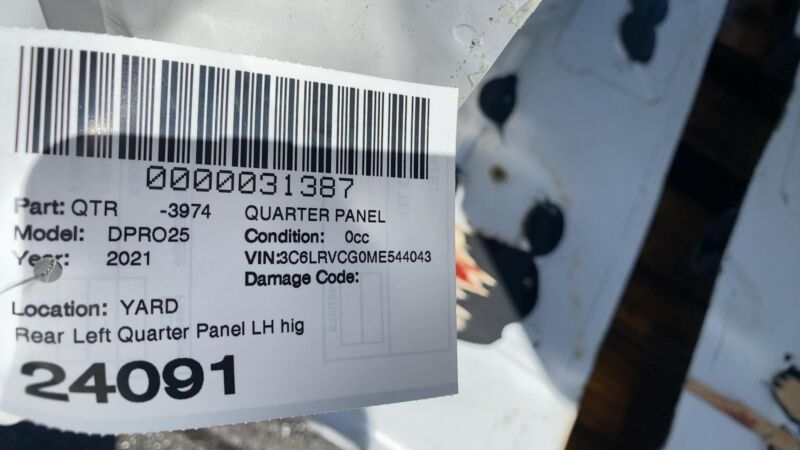 0000031387
Part: QTR -3974 QUARTER PANEL
Model: DPRO25 Condition: 0cc
Year: 2021 VIN:3C6LRVCG0ME544043
Damage Code:
Location: YARD
Rear Left Quarter Panel LH hig
24091